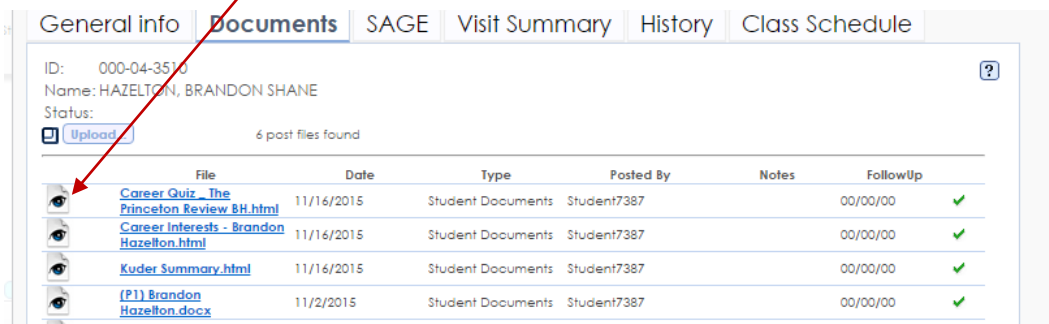 General info Documents SAGE Visit Summary History Class Schedule
ID: 000-04-3510
Name: HAZELTON, BRANDON SHANE
Status:
Upload... 6 post files found
?
File Date Type Posted By Notes FollowUp
Career Quiz _ The
Princeton Review BH.html 11/16/2015 Student Documents Student7387 00/00/00
Career Interests - Brandon
Hazelton.html 11/16/2015 Student Documents Student7387 00/00/00
Kuder Summary.html 11/16/2015 Student Documents Student7387 00/00/00
(P1) Brandon
Hazelton.docx 11/2/2015 Student Documents Student7387 00/00/00